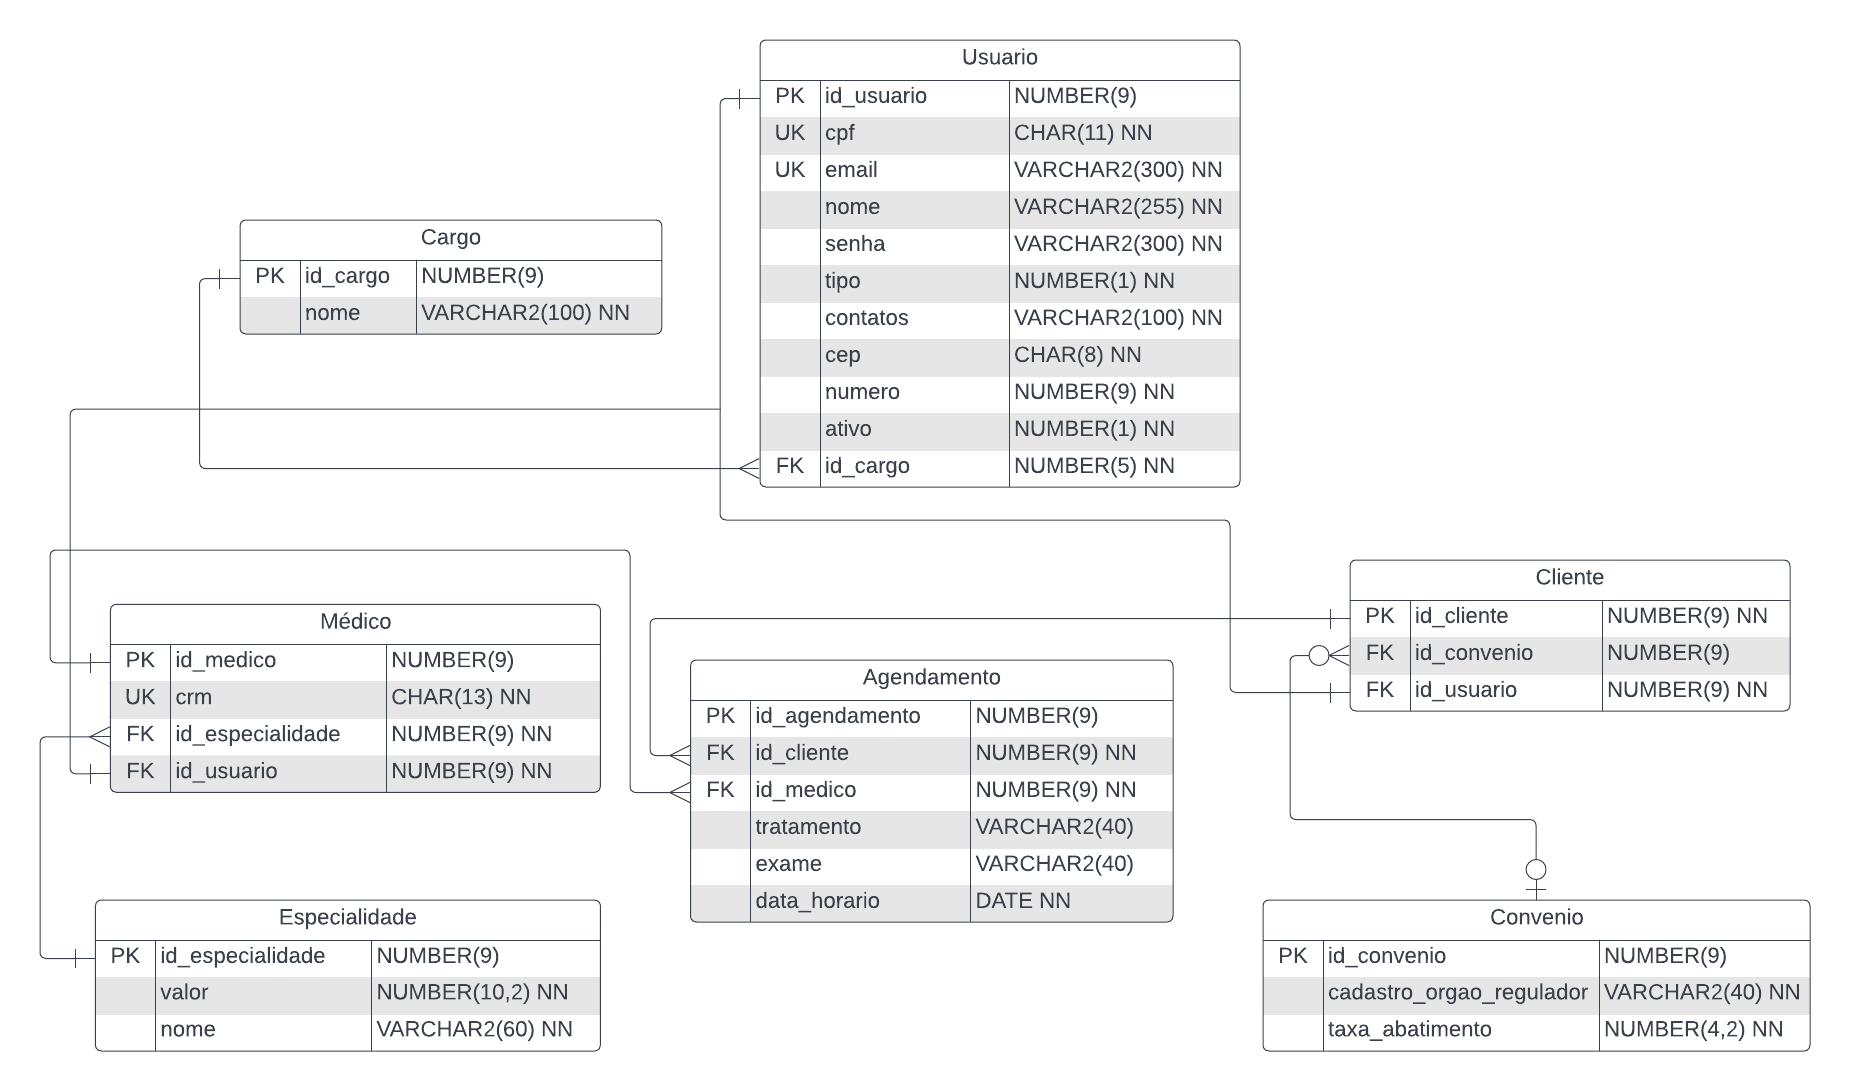 Usuario
PK id_usuario NUMBER(9)
UK cpf CHAR(11) NN
UK email VARCHAR2(300) NN
nome VARCHAR2(255) NN
senha VARCHAR2(300) NN
tipo NUMBER(1) NN
contatos VARCHAR2(100) NN
cep CHAR(8) NN
numero NUMBER(9) NN
ativo NUMBER(1) NN
FK id_cargo NUMBER(5) NN
Cargo
PK id_cargo NUMBER(9)
nome VARCHAR2(100) NN
Médico
PK id_medico NUMBER(9)
UK crm CHAR(13) NN
FK id_especialidade NUMBER(9) NN
FK id_usuario NUMBER(9) NN
Agendamento
PK id_agendamento NUMBER(9)
FK id_cliente NUMBER(9) NN
FK id_medico NUMBER(9) NN
tratamento VARCHAR2(40)
exame VARCHAR2(40)
data_horario DATE NN
Cliente
PK id_cliente NUMBER(9) NN
FK id_convenio NUMBER(9)
FK id_usuario NUMBER(9) NN
Especialidade
PK id_especialidade NUMBER(9)
valor NUMBER(10,2) NN
nome VARCHAR2(60) NN
Convenio
PK id_convenio NUMBER(9)
cadastro_orgao_regulador VARCHAR2(40) NN
taxa_abatimento NUMBER(4,2) NN